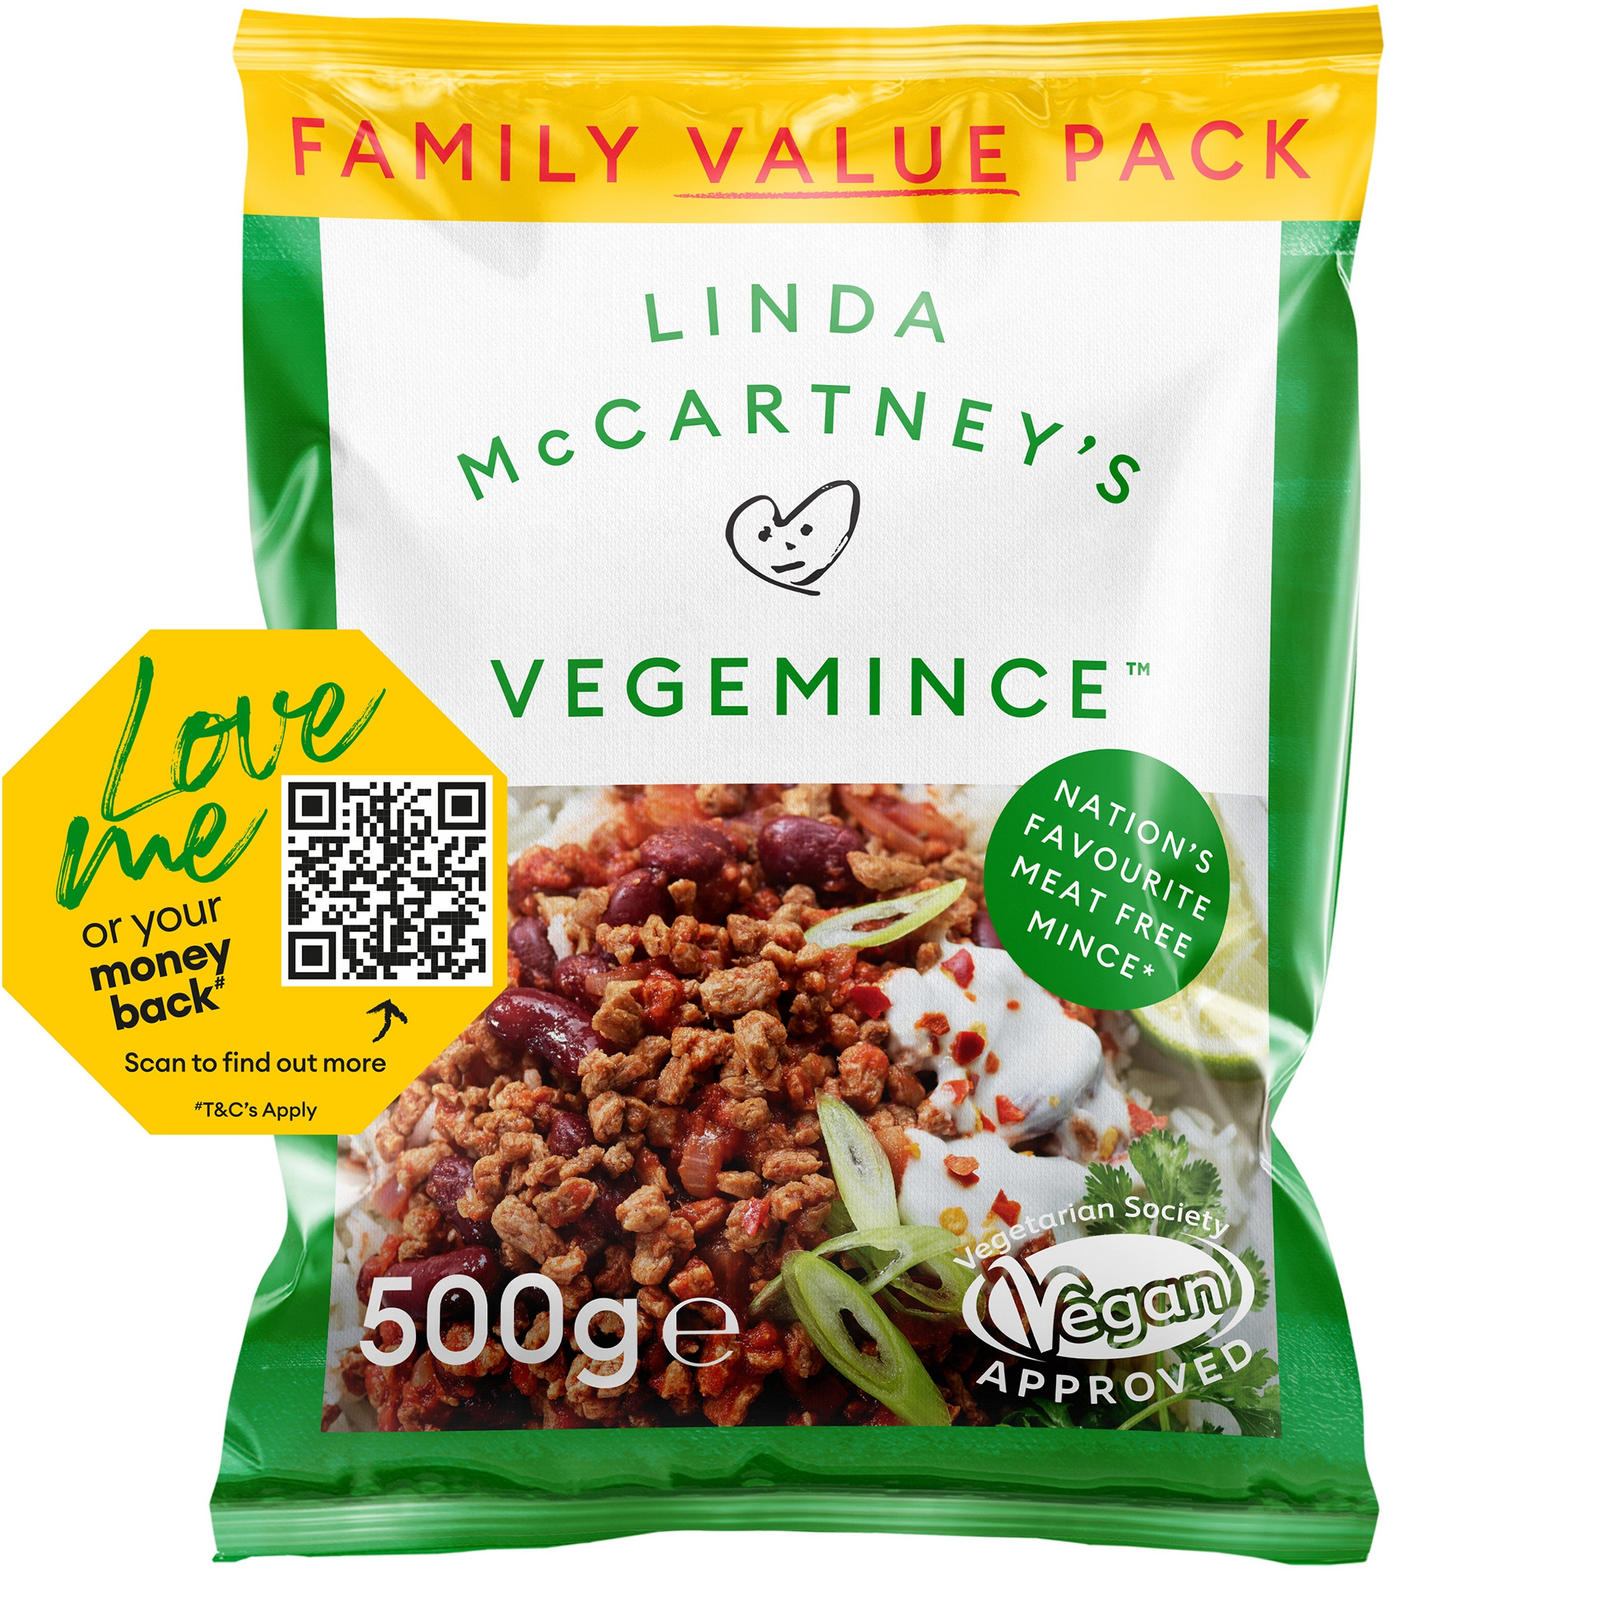 FAMILY VALUE PACK
LINDA
McCARTNEY'S
VEGEMINCE™
NATION'S
FAVOURITE
MEAT FREE
MINCE*
Love
me
or your
money
back#
Scan to find out more
#T&C's Apply
500g℮
Vegetarian Society
Vegan
APPROVED